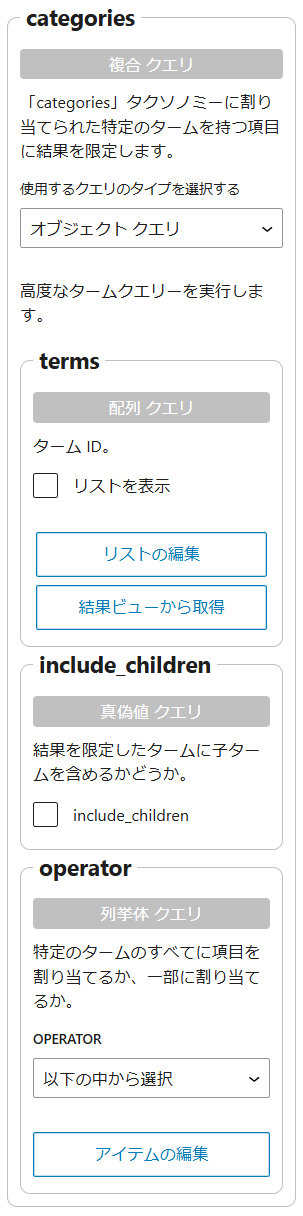 categories
複合 クエリ
「categories」タクソノミーに割り
当てられた特定のタームを持つ項目
に結果を限定します。
使用するクエリのタイプを選択する
オブジェクト クエリ
高度なタームクエリーを実行しま
す。
terms
配列 クエリ
ターム ID。
リストを表示
リストの編集
結果ビューから取得
include_children
真偽値 クエリ
結果を限定したタームに子ター
ムを含めるかどうか。
include_children
operator
列挙体 クエリ
特定のタームのすべてに項目を
割り当てるか、一部に割り当て
るか。
OPERATOR
以下の中から選択
アイテムの編集